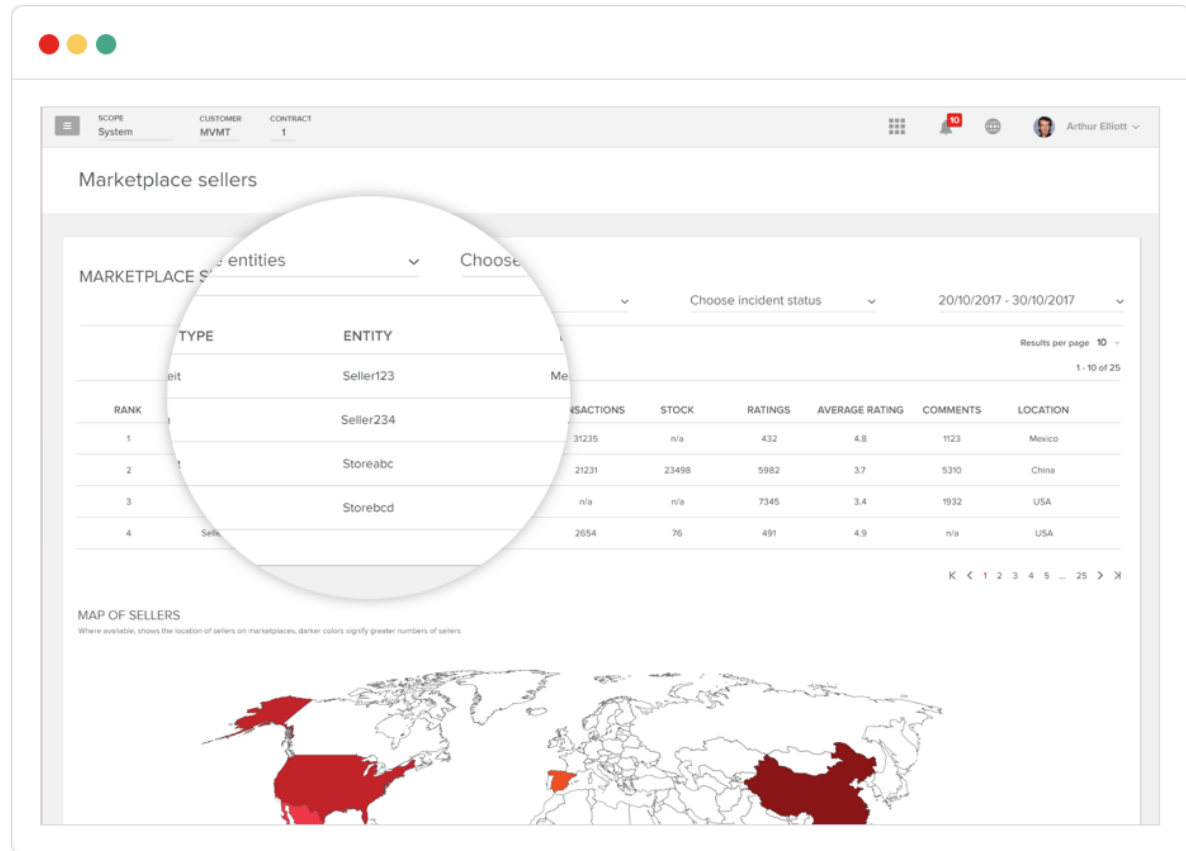 SCOPE CUSTOMER CONTRACT
System MVMT 1 10 Arthur Elliott
Marketplace sellers
entities Choose
MARKETPLACE S
Choose incident status 20/10/2017 - 30/10/2017
TYPE ENTITY
Results per page 10
1 - 10 of 25
eit Seller123 Me
RANK NSACTIONS STOCK RATINGS AVERAGE RATING COMMENTS LOCATION
Seller234
1 31235 n/a 432 4.8 1123 Mexico
Storeabc
2 21231 23498 5982 3.7 5310 China
Storebcd
3 n/a n/a 7345 3.4 1932 USA
4 Selle 2654 76 491 4.9 n/a USA
1 2 3 4 5 ... 25
MAP OF SELLERS
Where available, shows the location of sellers on marketplaces, darker colors signify greater numbers of sellers